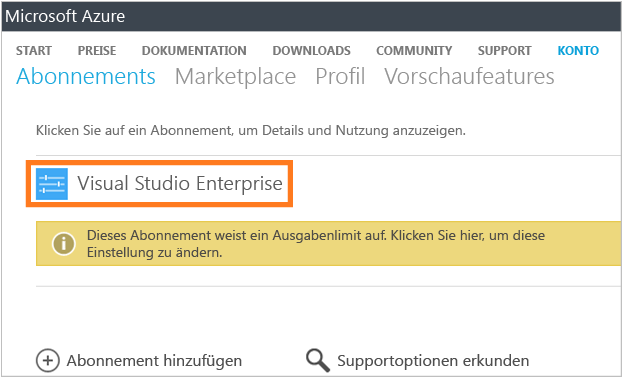 Microsoft Azure
START PREISE DOKUMENTATION DOWNLOADS COMMUNITY SUPPORT KONTO
Abonnements Marketplace Profil Vorschaufeatures
Klicken Sie auf ein Abonnement, um Details und Nutzung anzuzeigen.
Visual Studio Enterprise
Dieses Abonnement weist ein Ausgabenlimit auf. Klicken Sie hier, um diese
Einstellung zu ändern.
Abonnement hinzufügen Supportoptionen erkunden